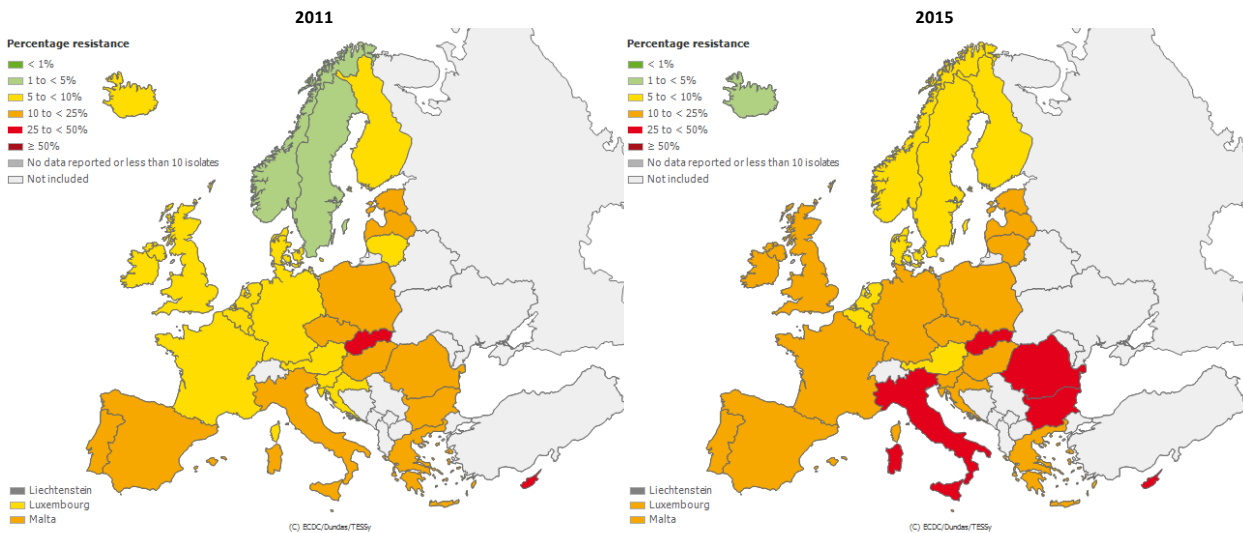 2011
Percentage resistance
< 1%
1 to < 5%
5 to < 10%
10 to < 25%
25 to < 50%
≥ 50%
No data reported or less than 10 isolates
Not included
Liechtenstein
Luxembourg
Malta
(C) ECDC/Dundas/TESSy
2015
Percentage resistance
< 1%
1 to < 5%
5 to < 10%
10 to < 25%
25 to < 50%
≥ 50%
No data reported or less than 10 isolates
Not included
Liechtenstein
Luxembourg
Malta
(C) ECDC/Dundas/TESSy